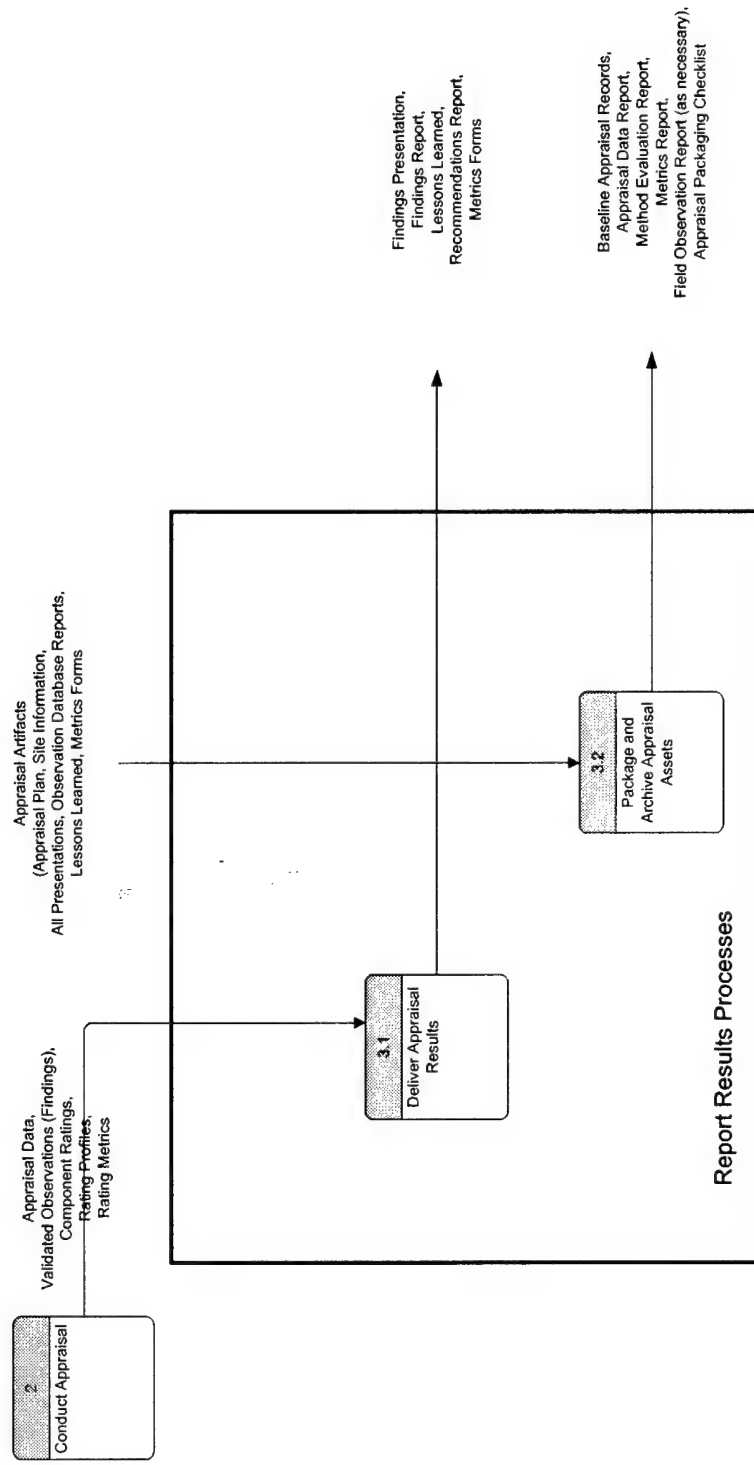 2
Conduct Appraisal
Appraisal Data,
Validated Observations (Findings),
Component Ratings,
Rating Profiles,
Rating Metrics
Appraisal Artifacts
(Appraisal Plan, Site Information,
All Presentations, Observation Database Reports,
Lessons Learned, Metrics Forms
3.1
Deliver Appraisal
Results
3.2
Package and
Archive Appraisal
Assets
Report Results Processes
Findings Presentation,
Findings Report,
Lessons Learned,
Recommendations Report,
Metrics Forms
Baseline Appraisal Records,
Appraisal Data Report,
Method Evaluation Report,
Metrics Report,
Field Observation Report (as necessary),
Appraisal Packaging Checklist